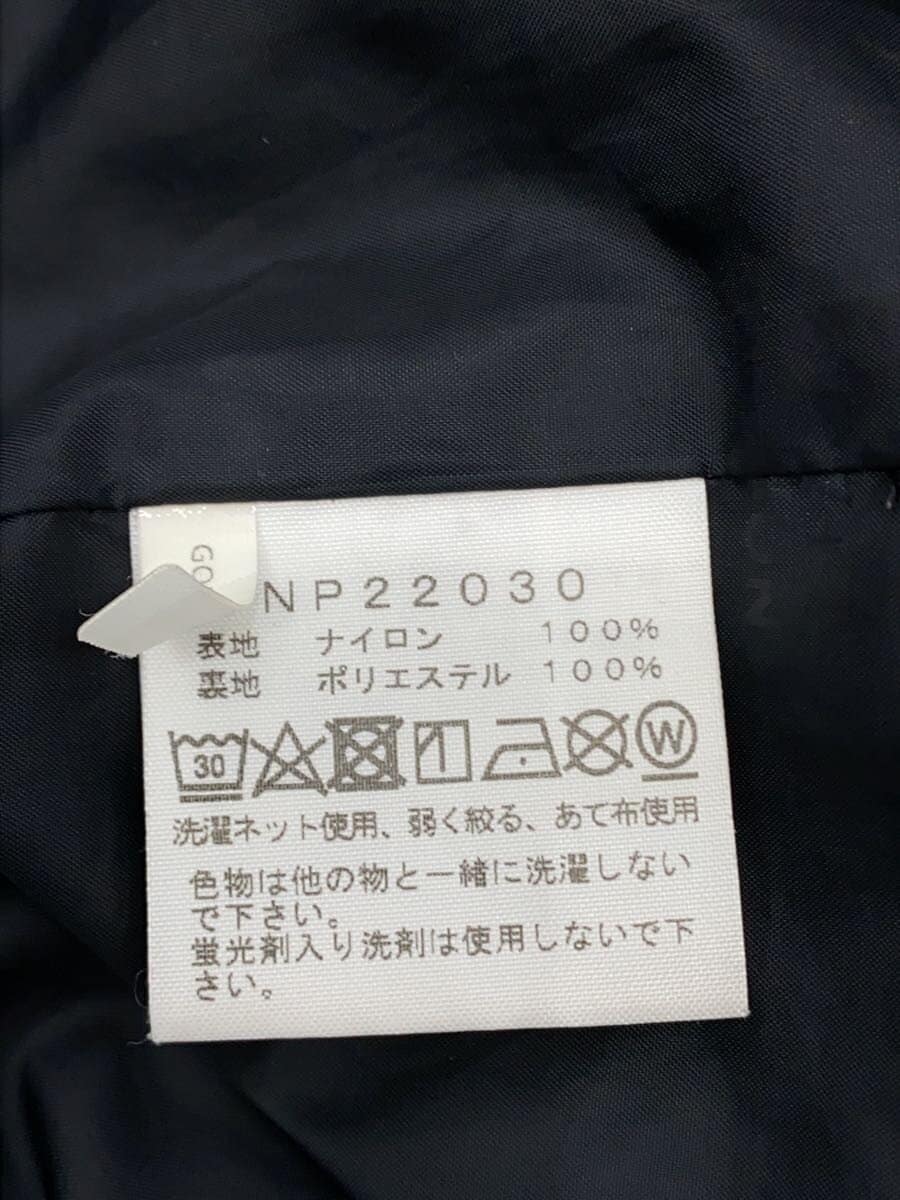 GO
NP22030
表地 ナイロン 100%
裏地 ポリエステル 100%
30
W
洗濯ネット使用、弱く絞る、あて布使用
色物は他の物と一緒に洗濯しない
で下さい。
蛍光剤入り洗剤は使用しないで下
さい。